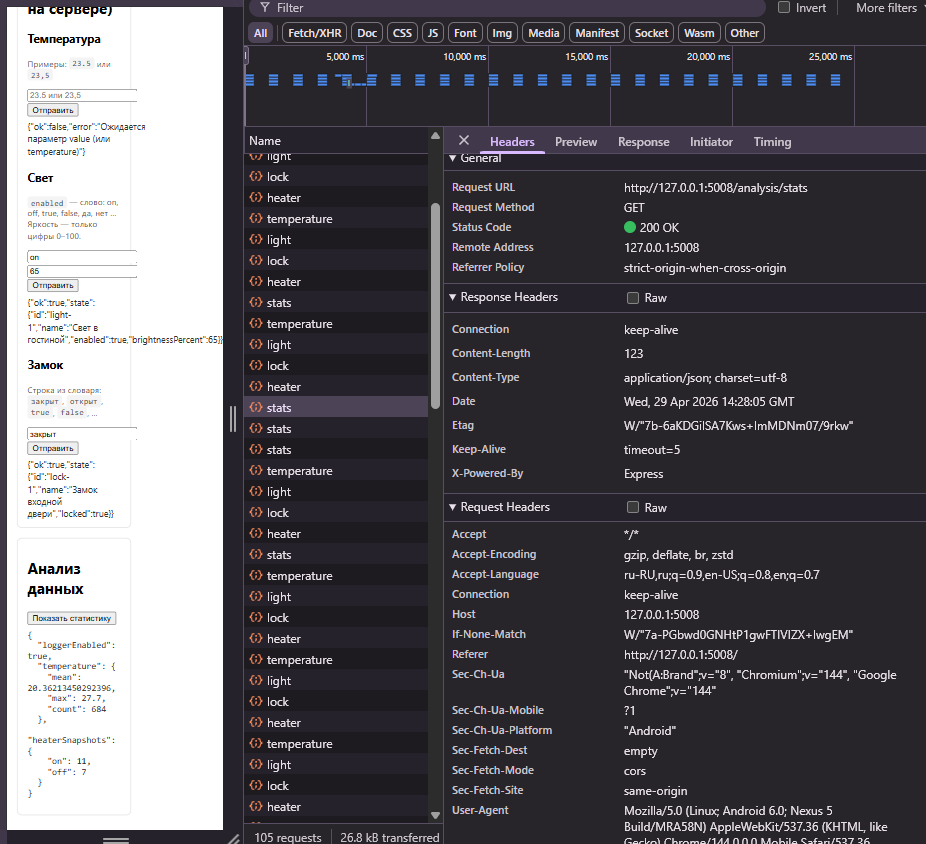 на сервере)
Температура
Примеры: 23.5 или
23,5
23.5 или 23,5
Отправить
{"ok":false,"error":"Ожидается
параметр value (или
temperature)"}
Свет
enabled — слово: on,
off, true, false, да, нет ...
Яркость — только
цифры 0–100.
on
65
Отправить
{"ok":true,"state":
{"id":"light-
1","name":"Свет в
гостиной","enabled":true,"brightnessPercent":65}}
Замок
Строка из словаря:
закрыт, открыт,
true, false, …
закрыт
Отправить
{"ok":true,"state":
{"id":"lock-
1","name":"Замок
входной
двери","locked":true}}
Анализ
данных
Показать статистику
{
"loggerEnabled":
true,
"temperature": {
"mean":
20.36213450292396,
"max": 27.7,
"count": 684
},
"heaterSnapshots":
{
"on": 11,
"off": 7
}
}
Filter
Invert
More filters
All
Fetch/XHR
Doc
CSS
JS
Font
Img
Media
Manifest
Socket
Wasm
Other
5,000 ms
10,000 ms
15,000 ms
20,000 ms
25,000 ms
Name
light
lock
heater
temperature
light
lock
heater
stats
temperature
light
lock
heater
stats
stats
stats
temperature
light
lock
heater
stats
temperature
light
lock
heater
temperature
light
lock
heater
temperature
light
lock
heater
105 requests
26.8 kB transferred
Headers
Preview
Response
Initiator
Timing
General
Request URL
http://127.0.0.1:5008/analysis/stats
Request Method
GET
Status Code
200 OK
Remote Address
127.0.0.1:5008
Referrer Policy
strict-origin-when-cross-origin
Response Headers
Raw
Connection
keep-alive
Content-Length
123
Content-Type
application/json; charset=utf-8
Date
Wed, 29 Apr 2026 14:28:05 GMT
Etag
W/"7b-6aKDGilSA7Kws+ImMDNm07/9rkw"
Keep-Alive
timeout=5
X-Powered-By
Express
Request Headers
Raw
Accept
*/*
Accept-Encoding
gzip, deflate, br, zstd
Accept-Language
ru-RU,ru;q=0.9,en-US;q=0.8,en;q=0.7
Connection
keep-alive
Host
127.0.0.1:5008
If-None-Match
W/"7a-PGbwd0GNHtP1gwFTlVIZX+IwgEM"
Referer
http://127.0.0.1:5008/
Sec-Ch-Ua
"Not(A:Brand";v="8", "Chromium";v="144", "Google
Chrome";v="144"
Sec-Ch-Ua-Mobile
?1
Sec-Ch-Ua-Platform
"Android"
Sec-Fetch-Dest
empty
Sec-Fetch-Mode
cors
Sec-Fetch-Site
same-origin
User-Agent
Mozilla/5.0 (Linux; Android 6.0; Nexus 5
Build/MRA58N) AppleWebKit/537.36 (KHTML, like
Gecko) Chrome/144.0.0.0 Mobile Safari/537.36